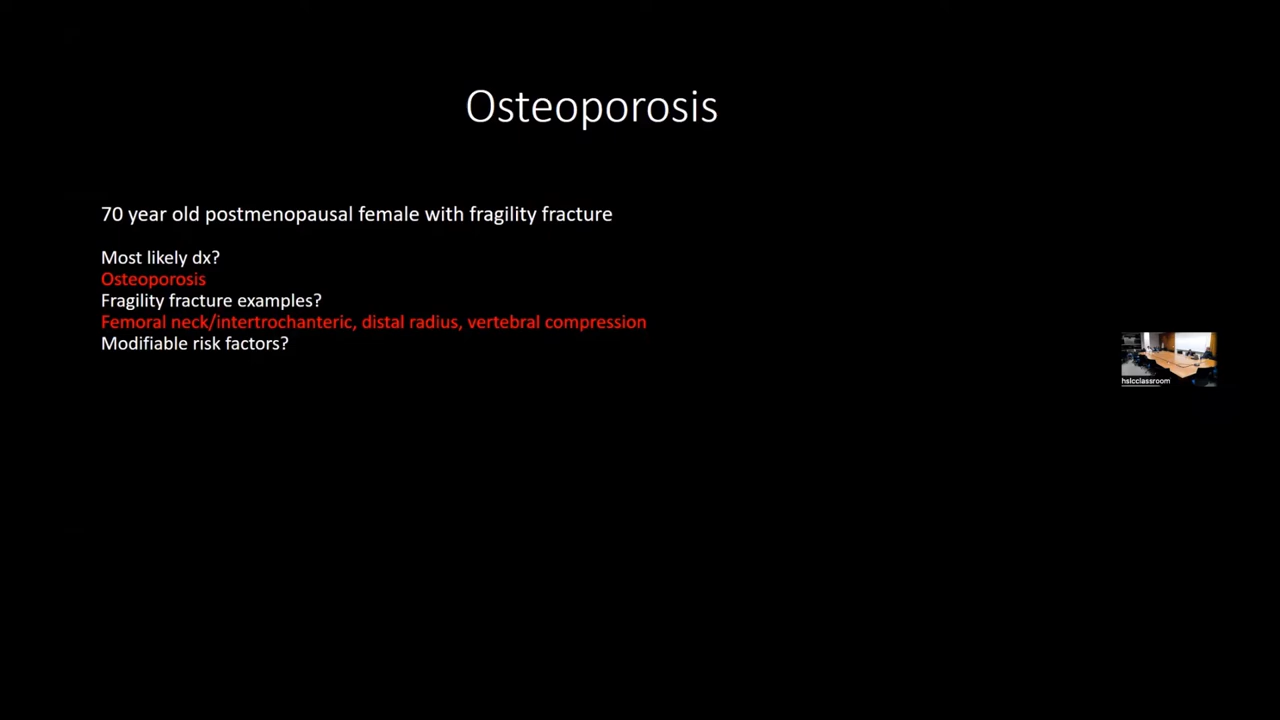 Osteoporosis
70 year old postmenopausal female with fragility fracture
Most likely dx?
Osteoporosis
Fragility fracture examples?
Femoral neck/intertrochanteric, distal radius, vertebral compression
Modifiable risk factors?
hslcclassroom